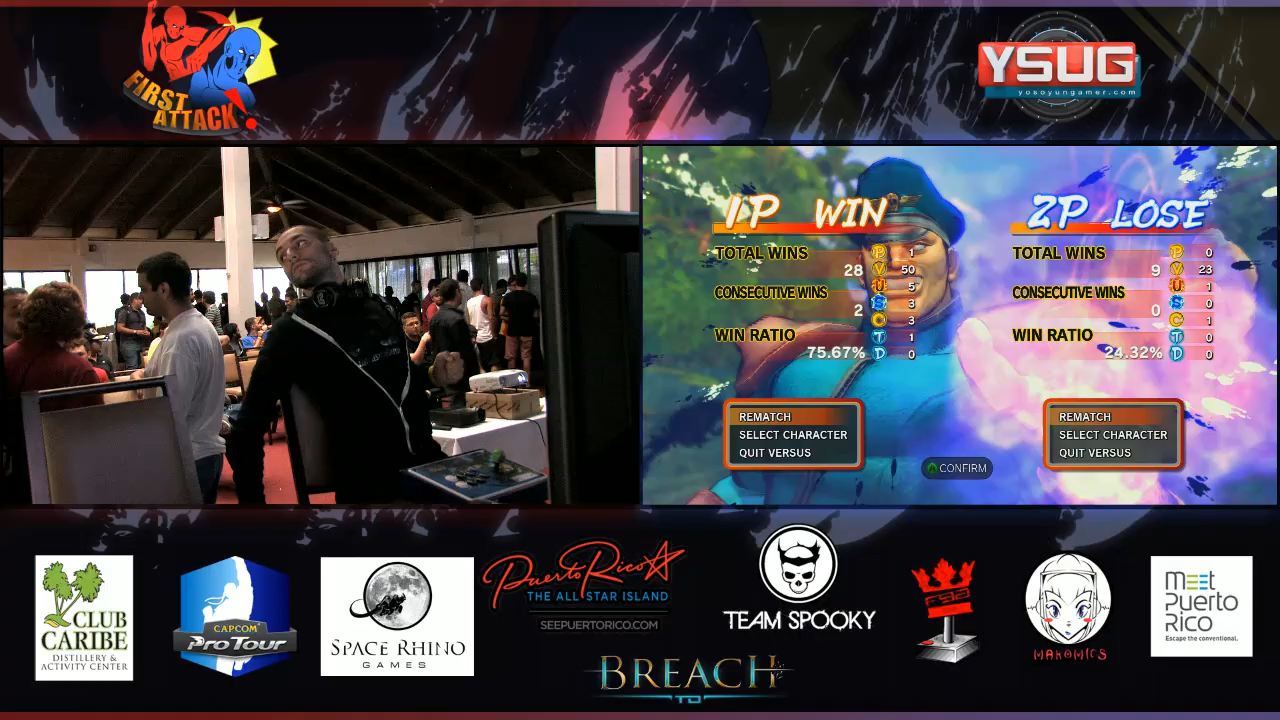 FIRST
ATTACK!
YSUG
yosoyungamer.com
1P WIN
TOTAL WINS
28
CONSECUTIVE WINS
2
WIN RATIO
75.67%
P 1
V 50
U 5
S 3
C 3
T 1
D 0
2P LOSE
TOTAL WINS
9
CONSECUTIVE WINS
0
WIN RATIO
24.32%
P 0
V 23
U 1
S 0
C 1
T 0
D 0
REMATCH
SELECT CHARACTER
QUIT VERSUS
CONFIRM
REMATCH
SELECT CHARACTER
QUIT VERSUS
CLUB
CARIBE
DISTILLERY &
ACTIVITY CENTER
CAPCOM
Pro Tour
SPACE RHINO
GAMES
Puerto Rico
THE ALL STAR ISLAND
SEEPUERTORICO.COM
BREACH
TD
TEAM SPOOKY
MAKOMICS
meet
Puerto
Rico
Escape the conventional.